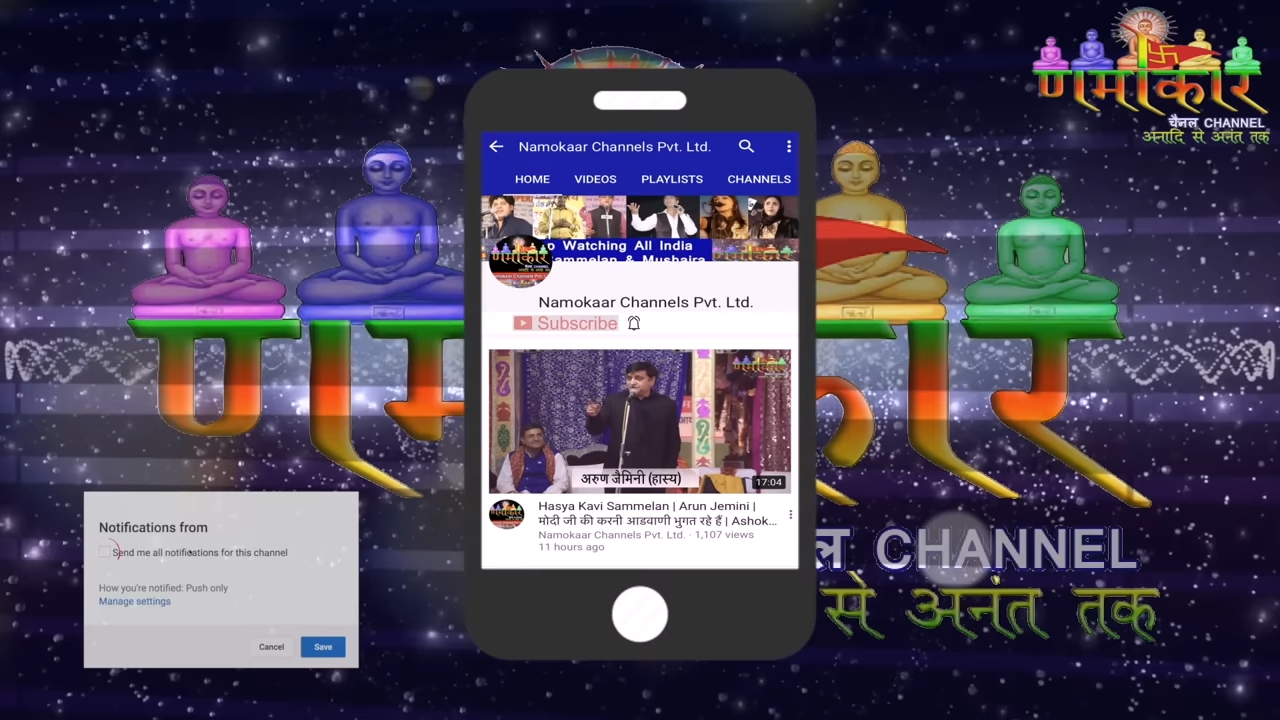 णमोकार
चैनल CHANNEL
अनादि से अनंत तक
Namokaar Channels Pvt. Ltd.
HOME VIDEOS PLAYLISTS CHANNELS
Watching All India
& Mushaira
णमोकार
Namokaar Channels Pvt. Ltd.
Subscribe
णमोकार
अरुण जैमिनी (हास्य)
17:04
Hasya Kavi Sammelan | Arun Jemini |
मोदी जी की करनी आडवाणी भुगत रहे हैं | Ashok...
Namokaar Channels Pvt. Ltd. · 1,107 views
11 hours ago
CHANNEL
से अनंत तक
Notifications from
Send me all notifications for this channel
How you're notified: Push only
Manage settings
Cancel Save